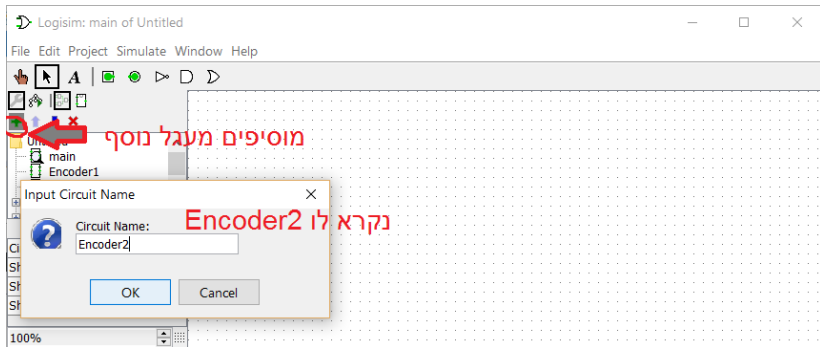 Logisim: main of Untitled
File Edit Project Simulate Window Help
A
מוסיפים מעגל נוסף
main
Encoder1
Input Circuit Name
נקרא לו Encoder2
Circuit Name:
Encoder2
OK Cancel
100%